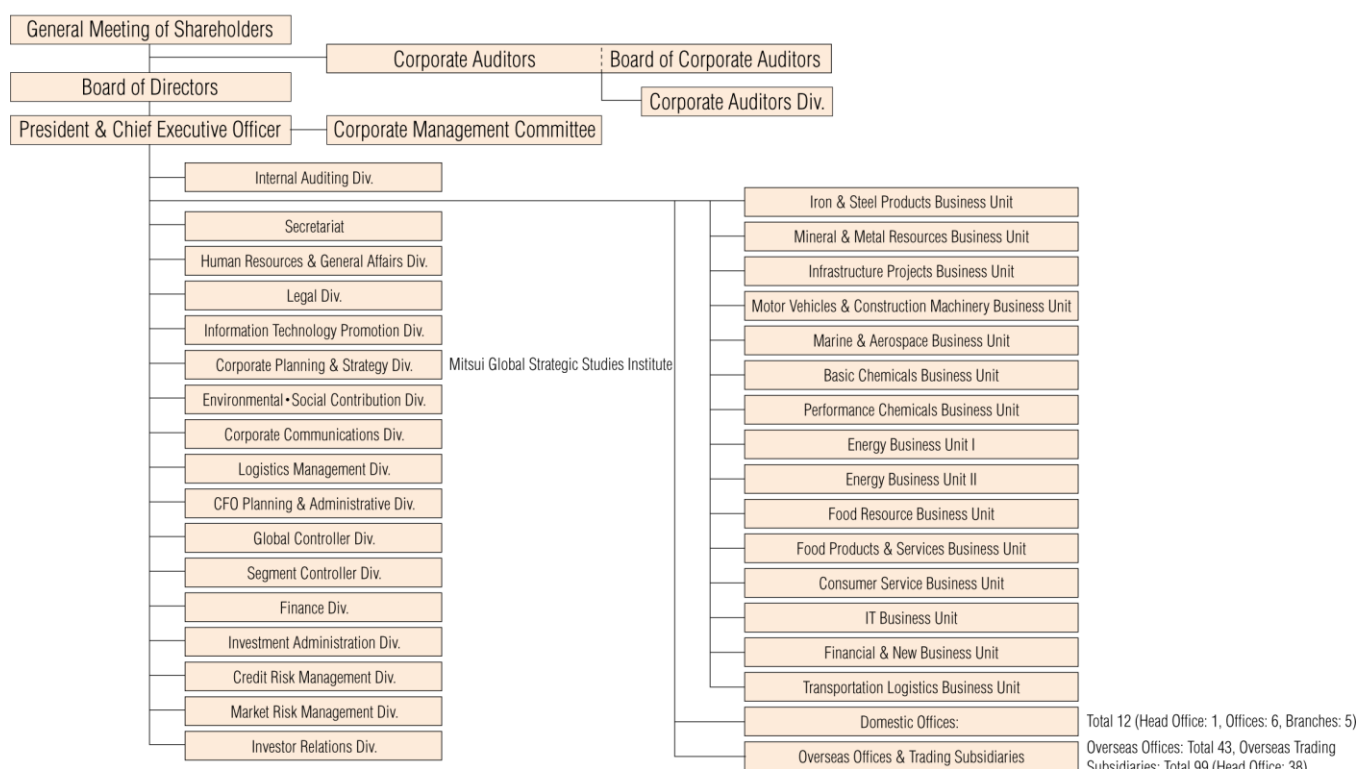 General Meeting of Shareholders
Corporate Auditors
Board of Corporate Auditors
Board of Directors
Corporate Auditors Div.
President & Chief Executive Officer
Corporate Management Committee
Internal Auditing Div.
Secretariat
Human Resources & General Affairs Div.
Legal Div.
Information Technology Promotion Div.
Corporate Planning & Strategy Div.
Mitsui Global Strategic Studies Institute
Environmental•Social Contribution Div.
Corporate Communications Div.
Logistics Management Div.
CFO Planning & Administrative Div.
Global Controller Div.
Segment Controller Div.
Finance Div.
Investment Administration Div.
Credit Risk Management Div.
Market Risk Management Div.
Investor Relations Div.
Iron & Steel Products Business Unit
Mineral & Metal Resources Business Unit
Infrastructure Projects Business Unit
Motor Vehicles & Construction Machinery Business Unit
Marine & Aerospace Business Unit
Basic Chemicals Business Unit
Performance Chemicals Business Unit
Energy Business Unit I
Energy Business Unit II
Food Resource Business Unit
Food Products & Services Business Unit
Consumer Service Business Unit
IT Business Unit
Financial & New Business Unit
Transportation Logistics Business Unit
Domestic Offices:
Total 12 (Head Office: 1, Offices: 6, Branches: 5)
Overseas Offices & Trading Subsidiaries
Overseas Offices: Total 43, Overseas Trading
Subsidiaries: Total 99 (Head Office: 38)